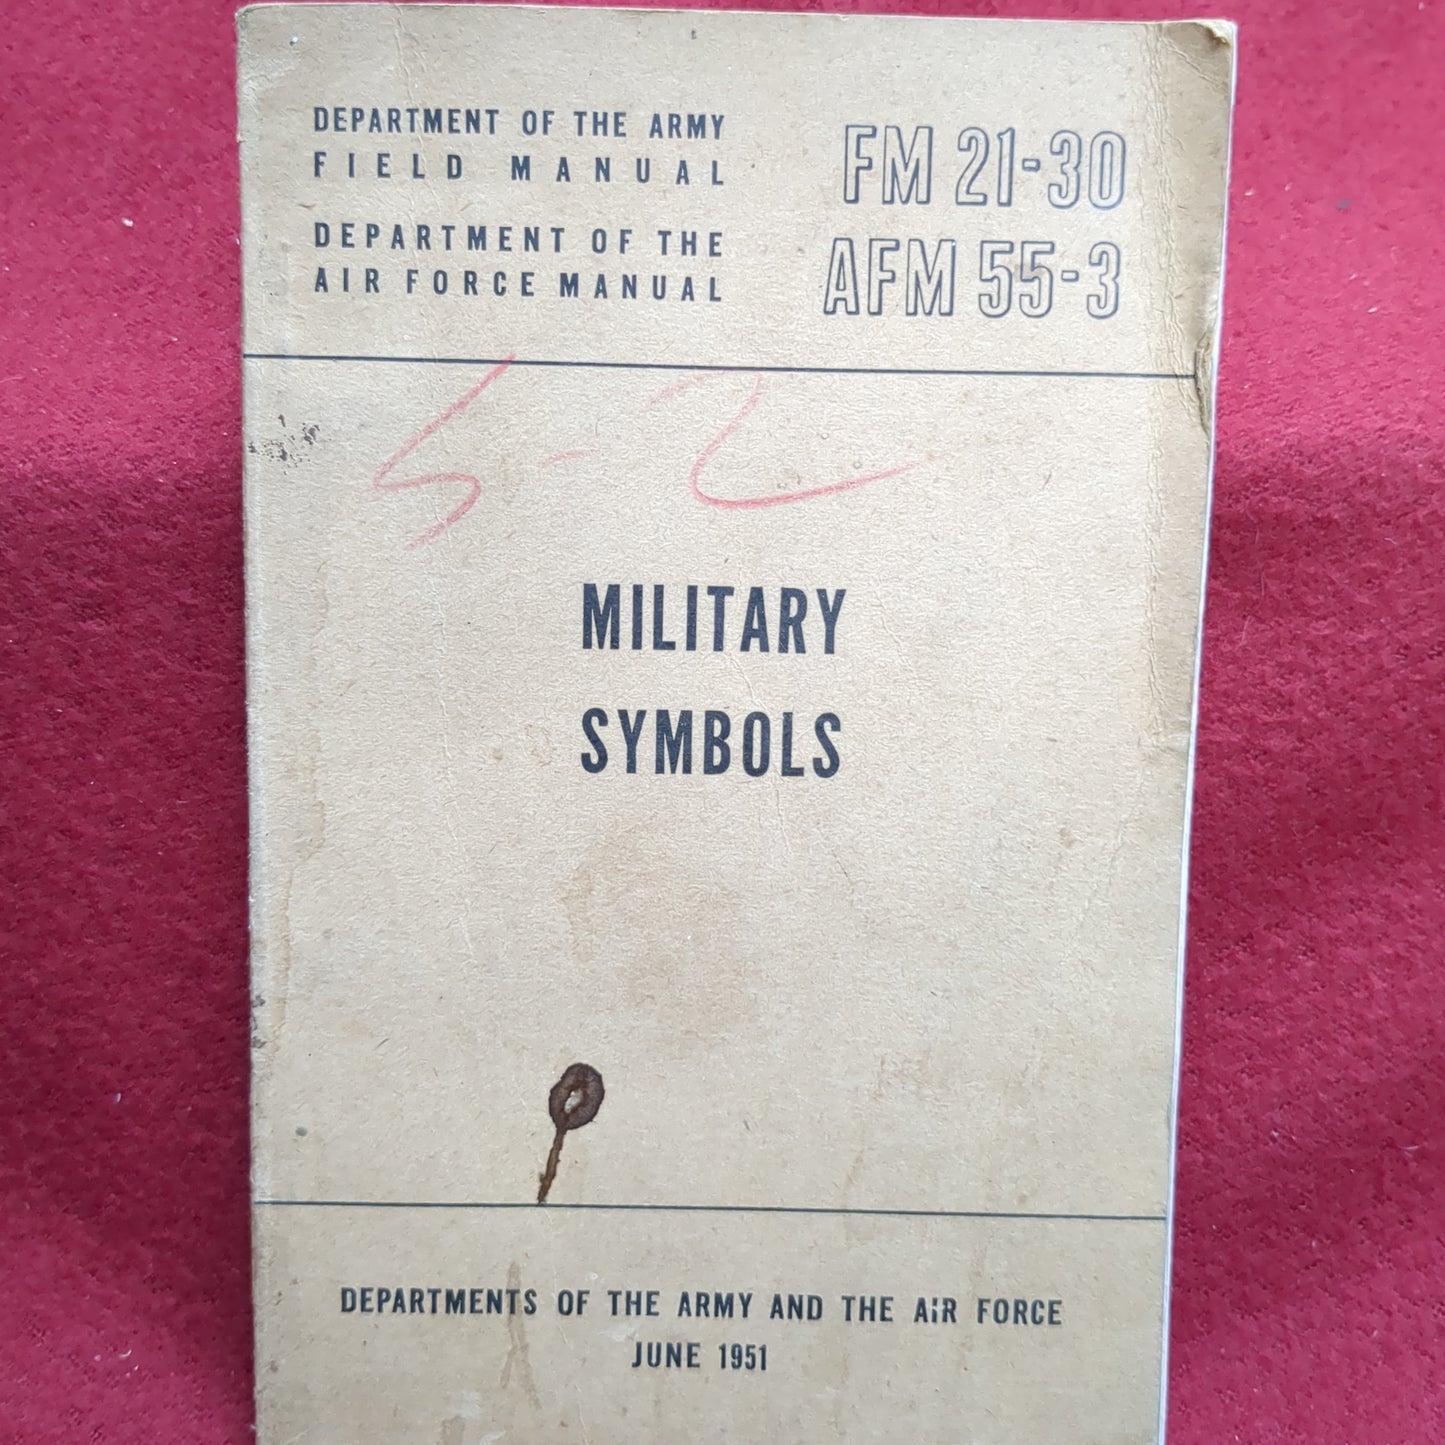 DEPARTMENT OF THE ARMY
FIELD MANUAL
DEPARTMENT OF THE
AIR FORCE MANUAL
FM 21-30
AFM 55-3
S-2
MILITARY
SYMBOLS
DEPARTMENTS OF THE ARMY AND THE AIR FORCE
JUNE 1951